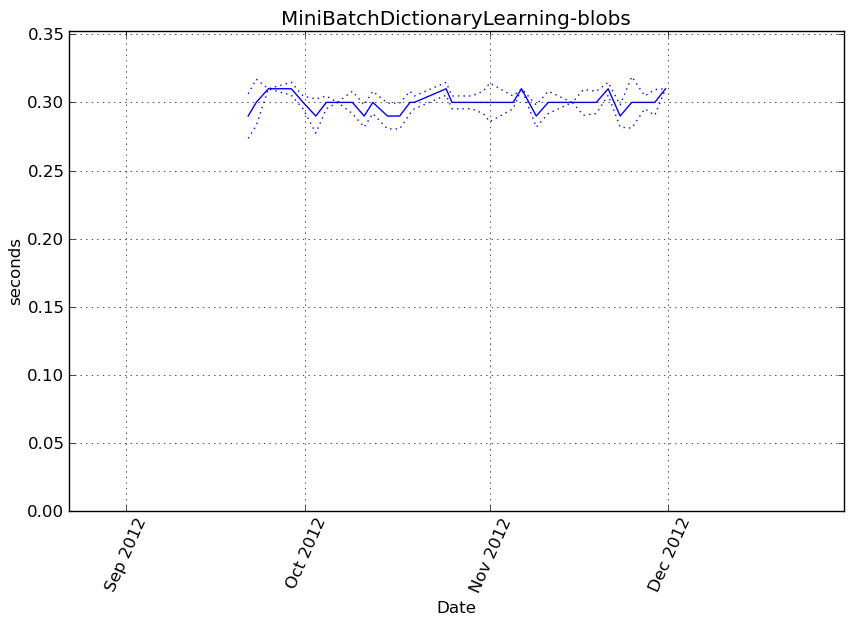 MiniBatchDictionaryLearning-blobs
0.35
0.30
0.25
0.20
0.15
0.10
0.05
0.00
seconds
Sep 2012
Oct 2012
Nov 2012
Dec 2012
Date